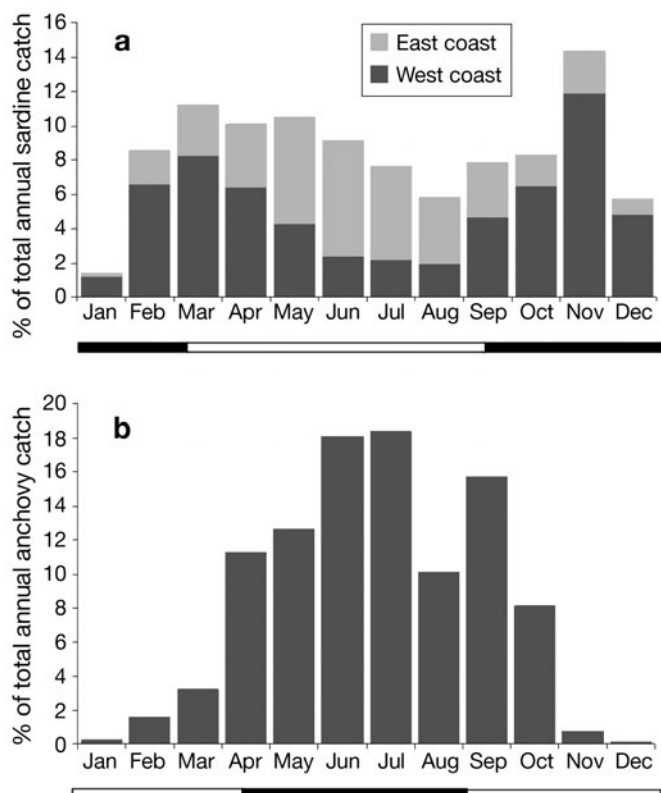 a
East coast
West coast
% of total annual sardine catch
16
14
12
10
8
6
4
2
0
Jan Feb Mar Apr May Jun Jul Aug Sep Oct Nov Dec
b
% of total annual anchovy catch
20
18
16
14
12
10
8
6
4
2
0
Jan Feb Mar Apr May Jun Jul Aug Sep Oct Nov Dec